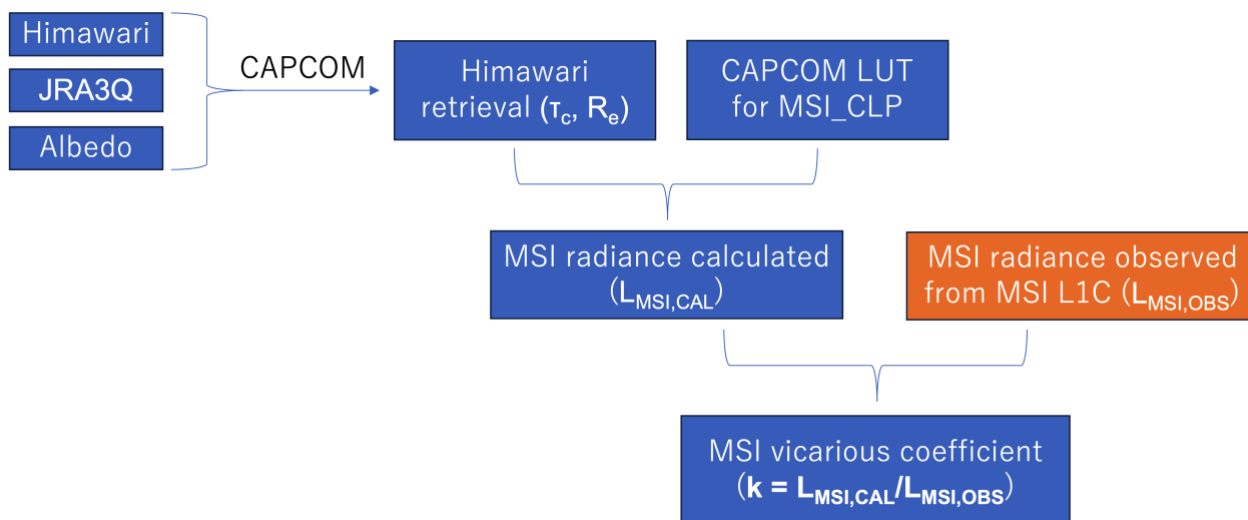 Himawari
JRA3Q
Albedo
CAPCOM
Himawari
retrieval (τc, Re)
CAPCOM LUT
for MSI_CLP
MSI radiance calculated
(LMSI,CAL)
MSI radiance observed
from MSI L1C (LMSI,OBS)
MSI vicarious coefficient
(k = LMSI,CAL/LMSI,OBS)